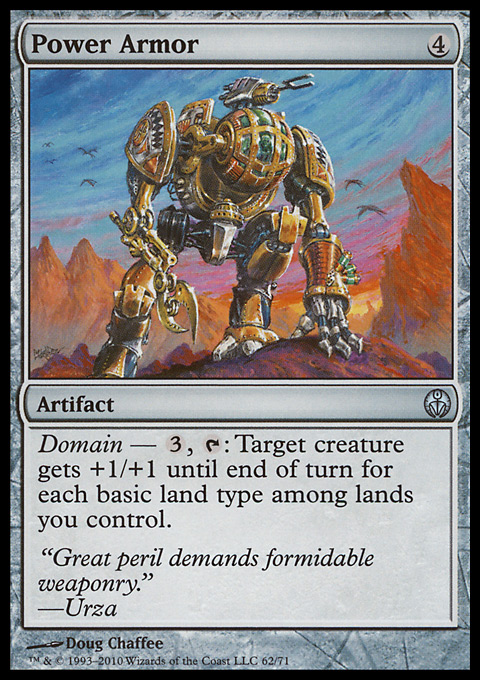 Power Armor 4
Artifact
Domain — 3, : Target creature
gets +1/+1 until end of turn for
each basic land type among lands
you control.
“Great peril demands formidable
weaponry.”
—Urza
Doug Chaffee
™ & © 1993–2010 Wizards of the Coast LLC 62/71